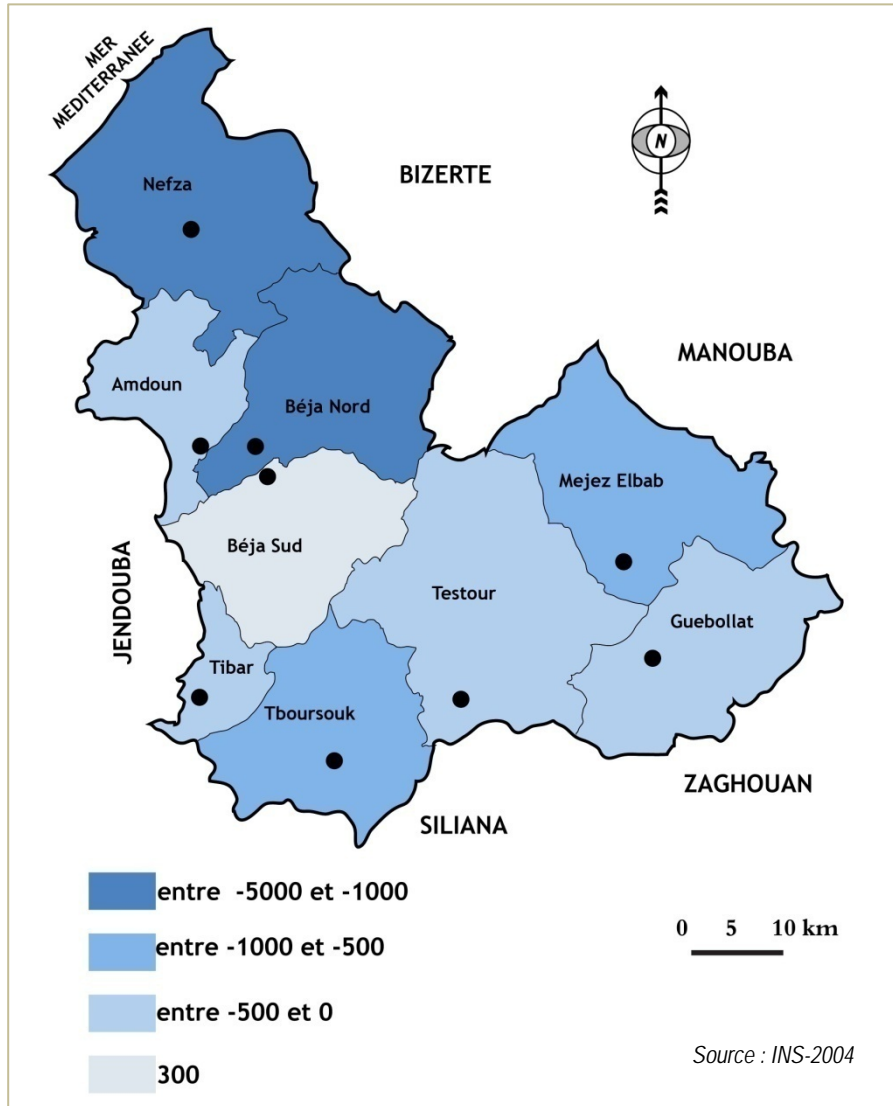 MER
MEDITERRANEE
Nefza
BIZERTE
N
MANOUBA
Amdoun
Béja Nord
Mejez Elbab
Béja Sud
JENDOUBA
Testour
Guebollat
Tibar
Tboursouk
ZAGHOUAN
SILIANA
entre -5000 et -1000
entre -1000 et -500
entre -500 et 0
300
0 5 10 km
Source : INS-2004